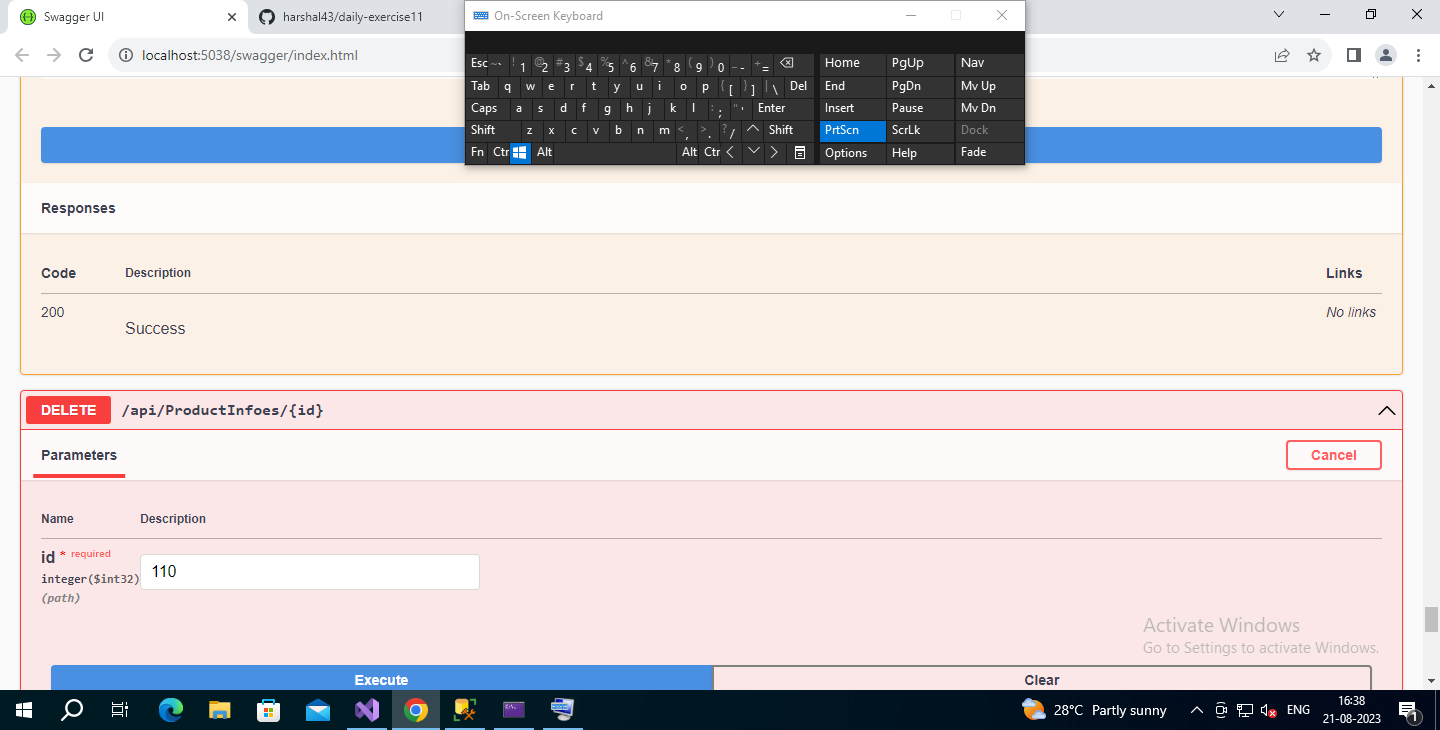 Swagger UI
harshal43/daily-exercise11
On-Screen Keyboard
localhost:5038/swagger/index.html
Esc ~ ` ! 1 @ 2 # 3 $ 4 % 5 ^ 6 & 7 * 8 ( 9 ) 0 _ - + = Home PgUp Nav
Tab q w e r t y u i o p { [ } ] | \ Del End PgDn Mv Up
Caps a s d f g h j k l : ; " ' Enter Insert Pause Mv Dn
Shift z x c v b n m < , > . ? / Shift PrtScn ScrLk Dock
Fn Ctr Alt Alt Ctr Options Help Fade
Responses
Code Description Links
200 Success No links
DELETE /api/ProductInfoes/{id}
Parameters Cancel
Name Description
id * required
integer($int32)
(path)
110
Activate Windows
Go to Settings to activate Windows.
Execute Clear
28°C Partly sunny ENG 16:38
21-08-2023
1